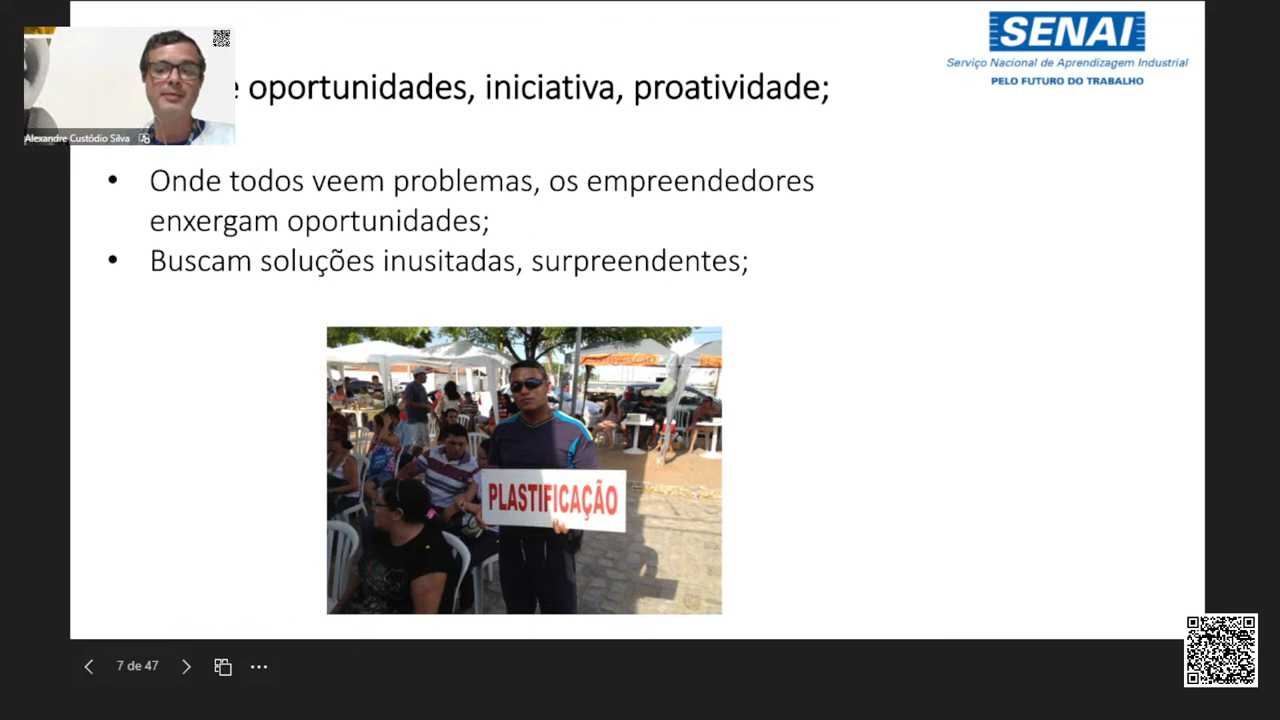 SENAI
Serviço Nacional de Aprendizagem Industrial
PELO FUTURO DO TRABALHO
e oportunidades, iniciativa, proatividade;
Alexandre Custódio Silva
• Onde todos veem problemas, os empreendedores
enxergam oportunidades;
• Buscam soluções inusitadas, surpreendentes;
PLASTIFICAÇÃO
7 de 47